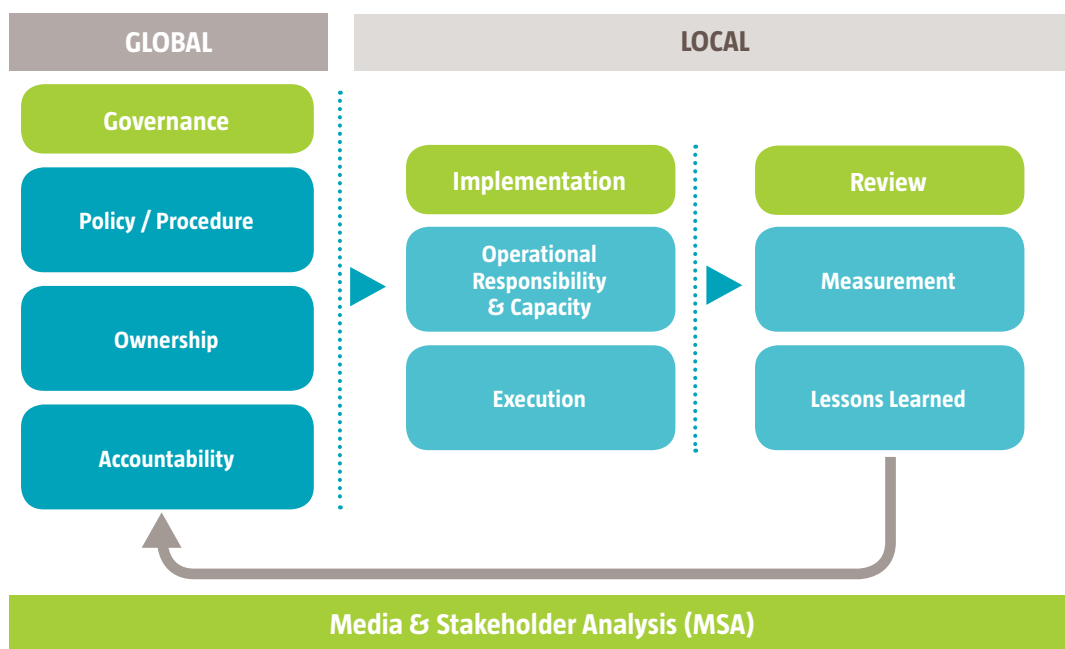 GLOBAL
LOCAL
Governance
Policy / Procedure
Ownership
Accountability
Implementation
Operational
Responsibility
& Capacity
Execution
Review
Measurement
Lessons Learned
Media & Stakeholder Analysis (MSA)